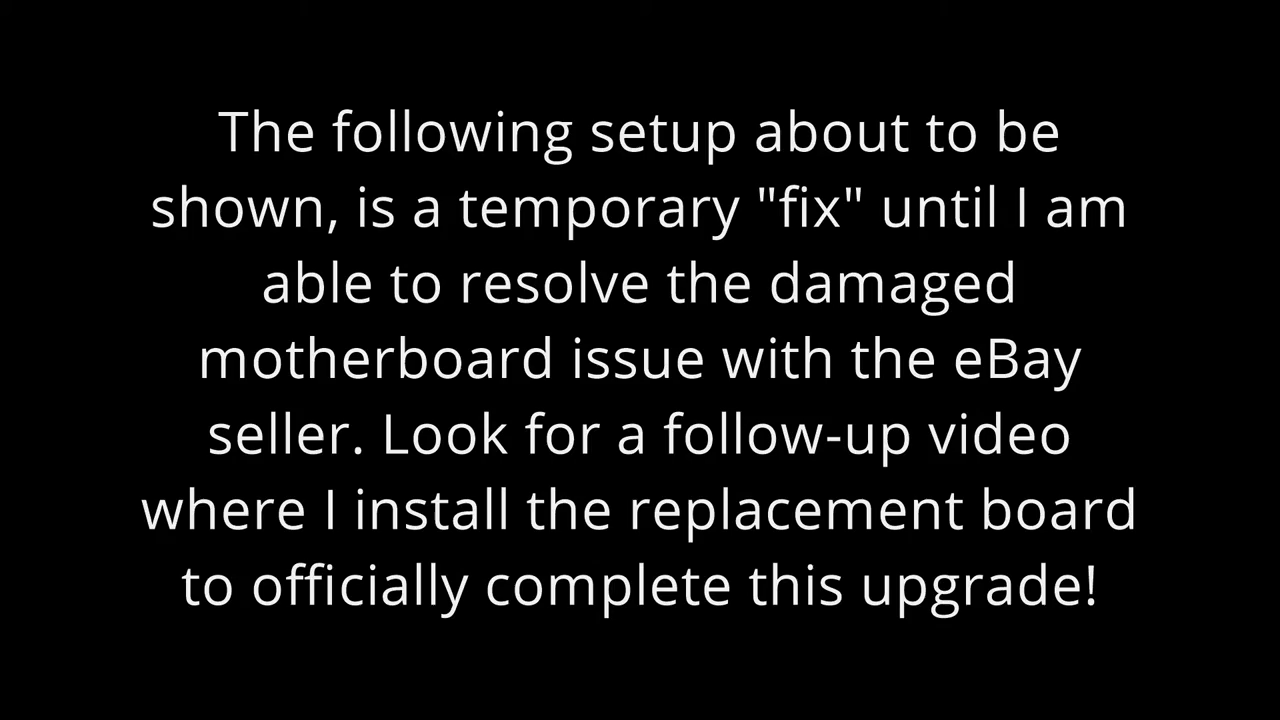 The following setup about to be
shown, is a temporary "fix" until I am
able to resolve the damaged
motherboard issue with the eBay
seller. Look for a follow-up video
where I install the replacement board
to officially complete this upgrade!